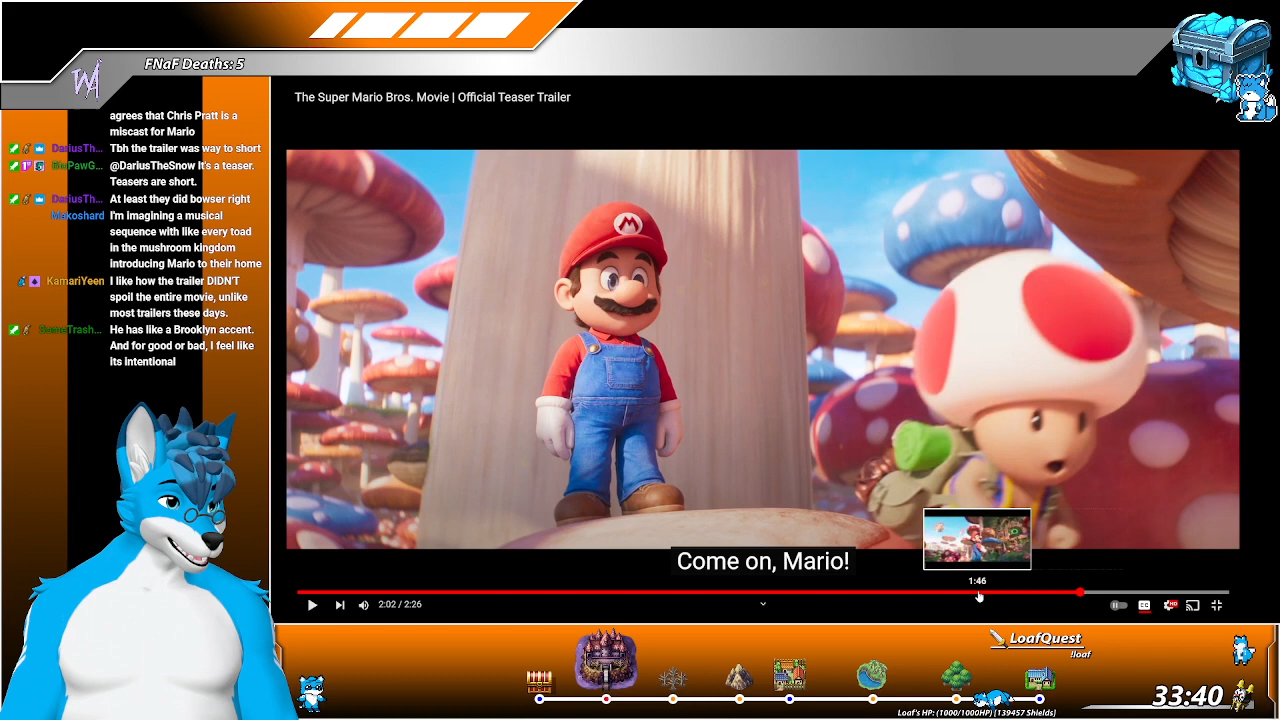 FNaF Deaths: 5
The Super Mario Bros. Movie | Official Teaser Trailer
agrees that Chris Pratt is a
miscast for Mario
DariusTh... Tbh the trailer was way to short
@DariusTheSnow It's a teaser.
Teasers are short.
DariusTh... At least they did bowser right
Makoshard I'm imagining a musical
sequence with like every toad
in the mushroom kingdom
introducing Mario to their home
KamariYeen I like how the trailer DIDN'T
spoil the entire movie, unlike
most trailers these days.
He has like a Brooklyn accent.
And for good or bad, I feel like
its intentional
M
Come on, Mario!
1:46
2:02 / 2:26
CC
HD
LoafQuest
!loaf
33:40
Loaf's HP: (1000/1000HP) [139457 Shields]